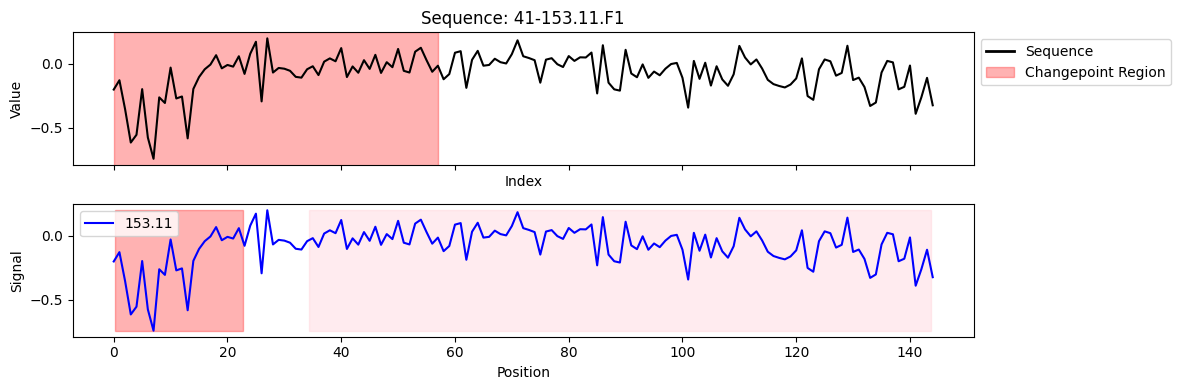 Sequence: 41-153.11.F1
Value
0.0
−0.5
Index
Sequence
Changepoint Region
Signal
0.0
−0.5
153.11
0 20 40 60 80 100 120 140
Position